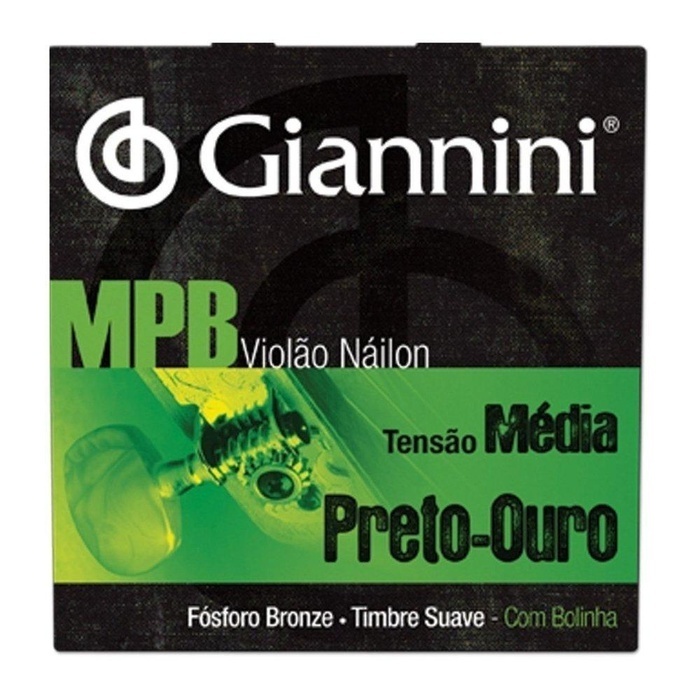 Giannini®
MPB Violão Náilon
Tensão Média
Preto-Ouro
Fósforo Bronze • Timbre Suave - Com Bolinha